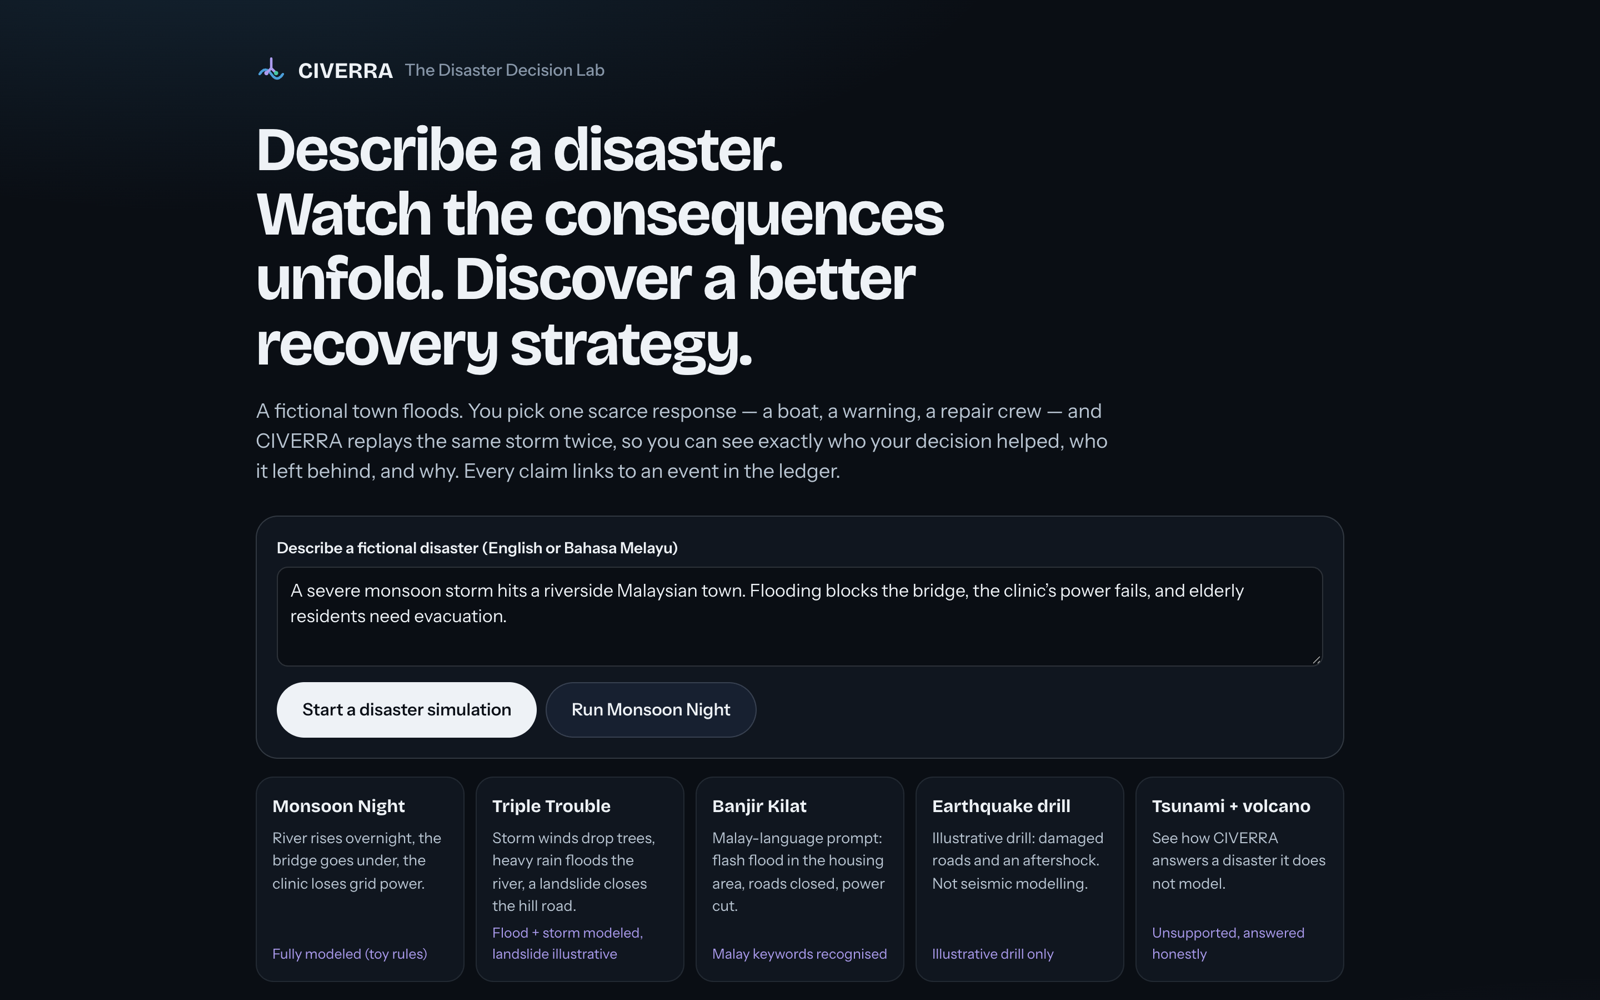 CIVERRA The Disaster Decision Lab
Describe a disaster.
Watch the consequences
unfold. Discover a better
recovery strategy.
A fictional town floods. You pick one scarce response — a boat, a warning, a repair crew — and
CIVERRA replays the same storm twice, so you can see exactly who your decision helped, who
it left behind, and why. Every claim links to an event in the ledger.
Describe a fictional disaster (English or Bahasa Melayu)
A severe monsoon storm hits a riverside Malaysian town. Flooding blocks the bridge, the clinic’s power fails, and elderly
residents need evacuation.
Start a disaster simulation
Run Monsoon Night
Monsoon Night
River rises overnight, the
bridge goes under, the
clinic loses grid power.
Fully modeled (toy rules)
Triple Trouble
Storm winds drop trees,
heavy rain floods the
river, a landslide closes
the hill road.
Flood + storm modeled,
landslide illustrative
Banjir Kilat
Malay-language prompt:
flash flood in the housing
area, roads closed, power
cut.
Malay keywords recognised
Earthquake drill
Illustrative drill: damaged
roads and an aftershock.
Not seismic modelling.
Illustrative drill only
Tsunami + volcano
See how CIVERRA
answers a disaster it does
not model.
Unsupported, answered
honestly